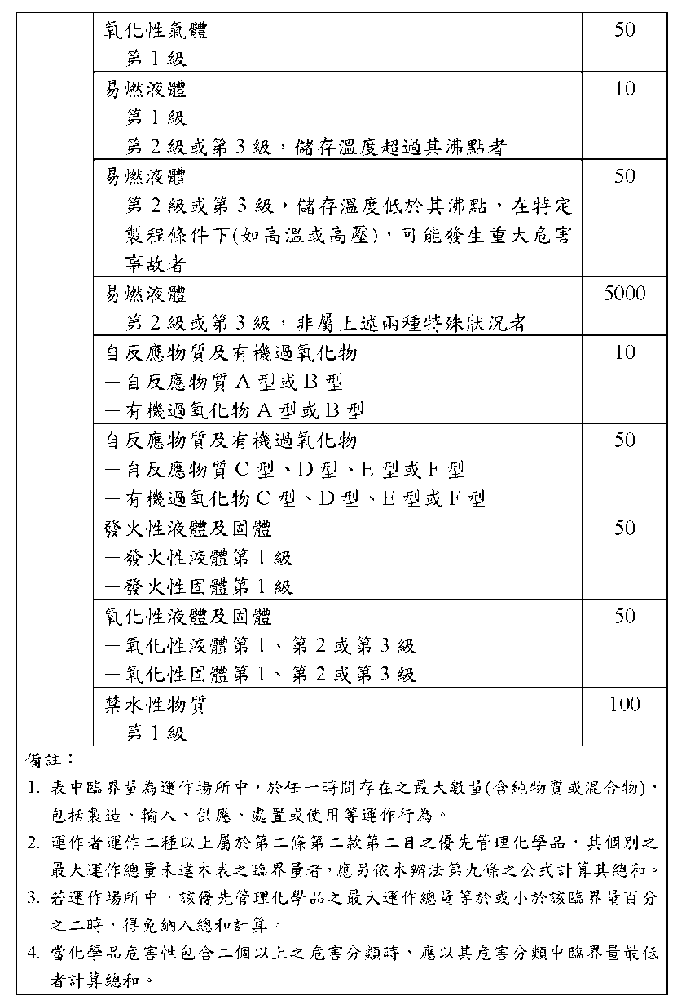 氧化性氣體 50
第 1 級
易燃液體 10
第 1 級
第 2 級或第 3 級，儲存溫度超過其沸點者
易燃液體 50
第 2 級或第 3 級，儲存溫度低於其沸點，在特定
製程條件下(如高溫或高壓)，可能發生重大危害
事故者
易燃液體 5000
第 2 級或第 3 級，非屬上述兩種特殊狀況者
自反應物質及有機過氧化物 10
－自反應物質 A 型或 B 型
－有機過氧化物 A 型或 B 型
自反應物質及有機過氧化物 50
－自反應物質 C 型、D 型、E 型或 F 型
－有機過氧化物 C 型、D 型、E 型或 F 型
發火性液體及固體 50
－發火性液體第 1 級
－發火性固體第 1 級
氧化性液體及固體 50
－氧化性液體第 1、第 2 或第 3 級
－氧化性固體第 1、第 2 或第 3 級
禁水性物質 100
第 1 級
備註：
1. 表中臨界量為運作場所中，於任一時間存在之最大數量(含純物質或混合物)，
包括製造、輸入、供應、處置或使用等運作行為。
2. 運作者運作二種以上屬於第二條第二款第二目之優先管理化學品，其個別之
最大運作總量未達本表之臨界量者，應另依本辦法第九條之公式計算其總和。
3. 若運作場所中，該優先管理化學品之最大運作總量等於或小於該臨界量百分
之二時，得免納入總和計算。
4. 當化學品危害性包含二個以上之危害分類時，應以其危害分類中臨界量最低
者計算總和。